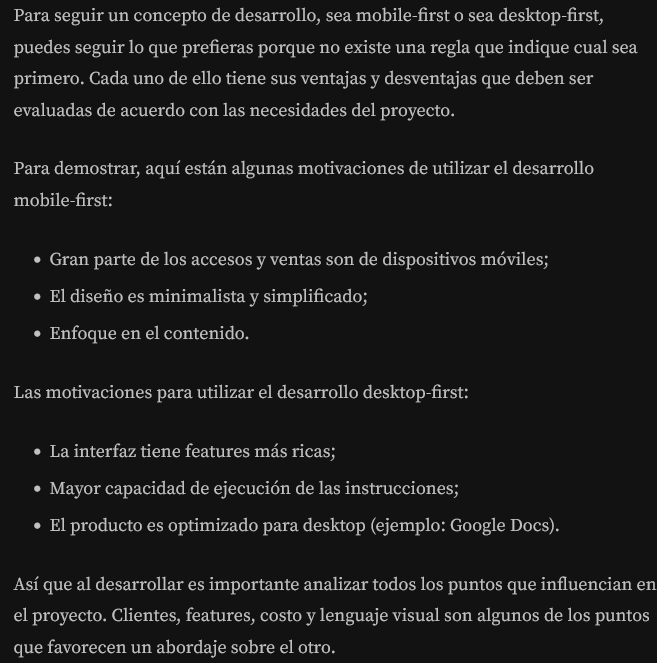 Para seguir un concepto de desarrollo, sea mobile-first o sea desktop-first,
puedes seguir lo que prefieras porque no existe una regla que indique cual sea
primero. Cada uno de ello tiene sus ventajas y desventajas que deben ser
evaluadas de acuerdo con las necesidades del proyecto.
Para demostrar, aquí están algunas motivaciones de utilizar el desarrollo
mobile-first:
• Gran parte de los accesos y ventas son de dispositivos móviles;
• El diseño es minimalista y simplificado;
• Enfoque en el contenido.
Las motivaciones para utilizar el desarrollo desktop-first:
• La interfaz tiene features más ricas;
• Mayor capacidad de ejecución de las instrucciones;
• El producto es optimizado para desktop (ejemplo: Google Docs).
Así que al desarrollar es importante analizar todos los puntos que influencian en
el proyecto. Clientes, features, costo y lenguaje visual son algunos de los puntos
que favorecen un abordaje sobre el otro.